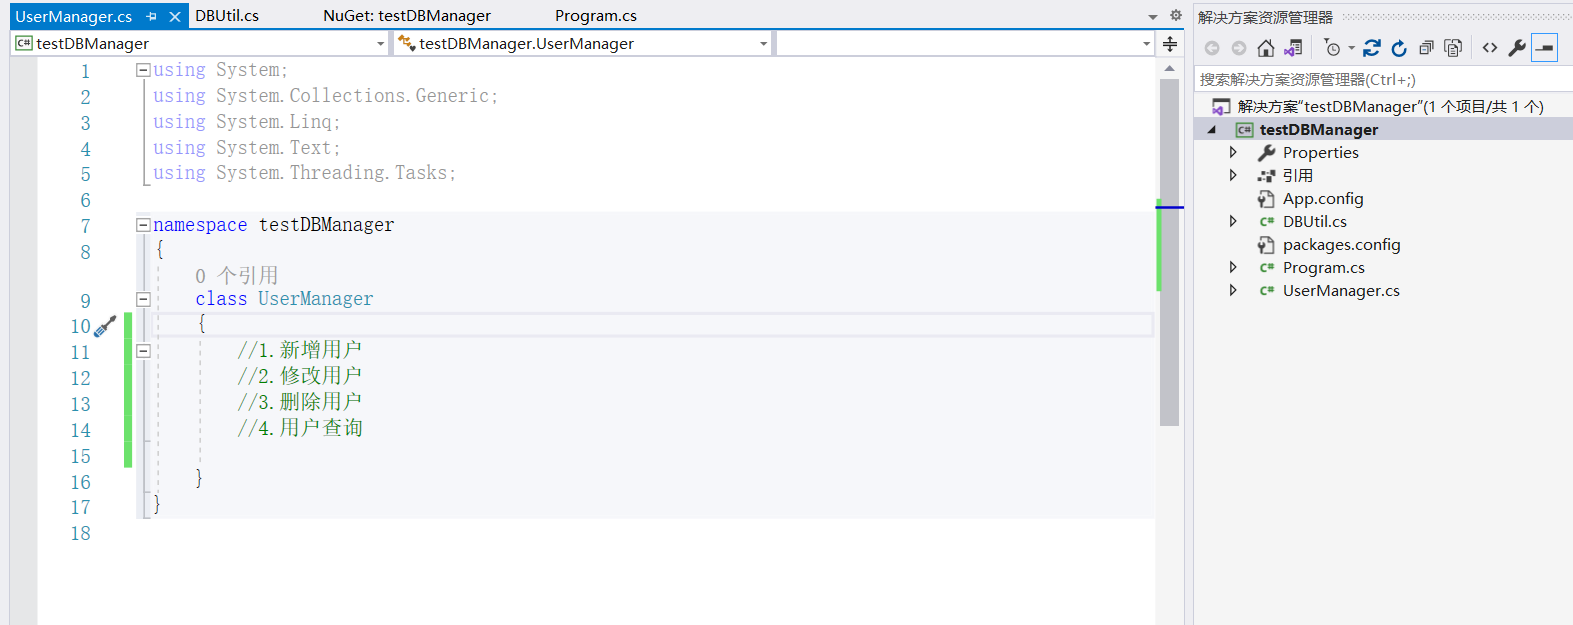 UserManager.cs
DBUtil.cs
NuGet: testDBManager
Program.cs
C# testDBManager
testDBManager.UserManager
1 using System;
2 using System.Collections.Generic;
3 using System.Linq;
4 using System.Text;
5 using System.Threading.Tasks;
6
7 namespace testDBManager
8 {
0 个引用
9 class UserManager
10 {
11 //1.新增用户
12 //2.修改用户
13 //3.删除用户
14 //4.用户查询
15
16 }
17 }
18
解决方案资源管理器
搜索解决方案资源管理器(Ctrl+;)
解决方案"testDBManager"(1 个项目/共 1 个)
C# testDBManager
Properties
引用
App.config
C# DBUtil.cs
packages.config
C# Program.cs
C# UserManager.cs